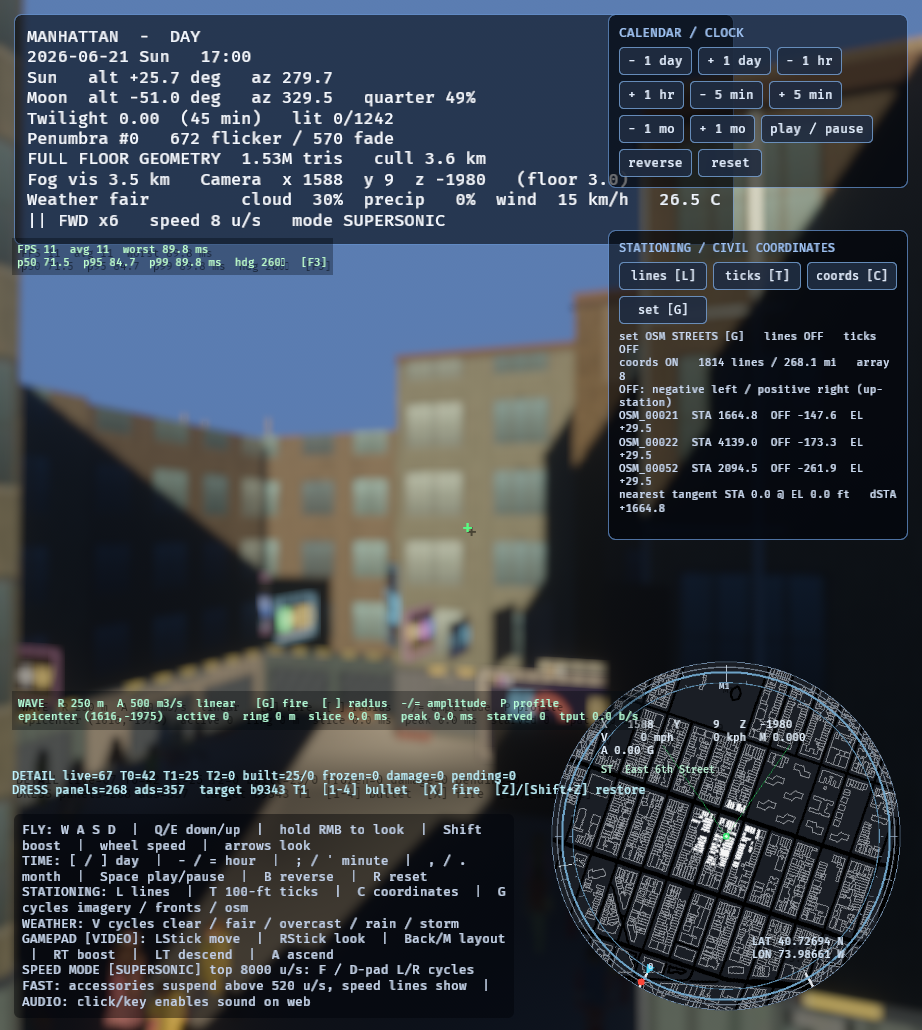 MANHATTAN - DAY
2026-06-21 Sun 17:00
Sun alt +25.7 deg az 279.7
Moon alt -51.0 deg az 329.5 quarter 49%
Twilight 0.00 (45 min) lit 0/1242
Penumbra #0 672 flicker / 570 fade
FULL FLOOR GEOMETRY 1.53M tris cull 3.6 km
Fog vis 3.5 km Camera x 1588 y 9 z -1980 (floor 3.0)
Weather fair cloud 30% precip 0% wind 15 km/h 26.5 C
|| FWD x6 speed 8 u/s mode SUPERSONIC
FPS 11 avg 11 worst 89.8 ms
p50 71.5 p95 84.7 p99 89.8 ms hdg 260 [F3]
CALENDAR / CLOCK
- 1 day + 1 day - 1 hr
+ 1 hr - 5 min + 5 min
- 1 mo + 1 mo play / pause
reverse reset
STATIONING / CIVIL COORDINATES
lines [L] ticks [T] coords [C]
set [G]
set OSM STREETS [G] lines OFF ticks
OFF
coords ON 1814 lines / 268.1 mi array
8
OFF: negative left / positive right (up-
station)
OSM_00021 STA 1664.8 OFF -147.6 EL
+29.5
OSM_00022 STA 4139.0 OFF -173.3 EL
+29.5
OSM_00052 STA 2094.5 OFF -261.9 EL
+29.5
nearest tangent STA 0.0 @ EL 0.0 ft dSTA
+1664.8
WAVE R 250 m A 500 m3/s linear [G] fire [ ] radius -/= amplitude P profile
epicenter (1616,-1975) active 0 ring 0 m slice 0.0 ms peak 0.0 ms starved 0 tput 0.0 b/s
X 1588 Y 9 Z -1980
V 0 mph 0 kph M 0.000
A 0.00 G
ST East 6th Street
DETAIL live=67 T0=42 T1=25 T2=0 built=25/0 frozen=0 damage=0 pending=0
DRESS panels=268 ads=357 target b9343 T1 [1-4] bullet [X] fire [Z]/[Shift+Z] restore
FLY: W A S D | Q/E down/up | hold RMB to look | Shift
boost | wheel speed | arrows look
TIME: [ / ] day | - / = hour | ; / ' minute | , / .
month | Space play/pause | B reverse | R reset
STATIONING: L lines | T 100-ft ticks | C coordinates | G
cycles imagery / fronts / osm
WEATHER: V cycles clear / fair / overcast / rain / storm
GAMEPAD [VIDEO]: LStick move | RStick look | Back/M layout
| RT boost | LT descend | A ascend
SPEED MODE [SUPERSONIC] top 8000 u/s: F / D-pad L/R cycles
FAST: accessories suspend above 520 u/s, speed lines show |
AUDIO: click/key enables sound on web
LAT 40.72694 N
LON 73.98661 W